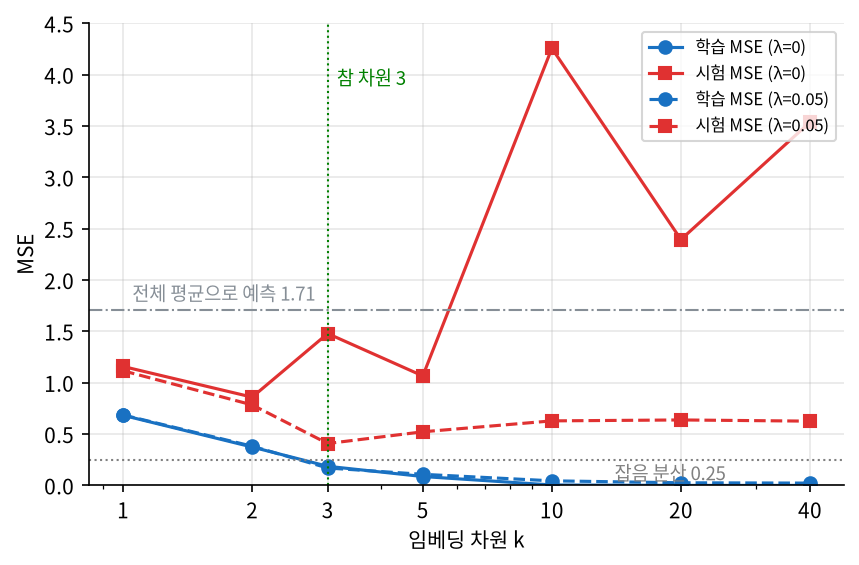 4.5
4.0
3.5
3.0
2.5
2.0
1.5
1.0
0.5
0.0
MSE
학습 MSE (λ=0)
시험 MSE (λ=0)
학습 MSE (λ=0.05)
시험 MSE (λ=0.05)
참 차원 3
전체 평균으로 예측 1.71
잡음 분산 0.25
1
2
3
5
10
20
40
임베딩 차원 k